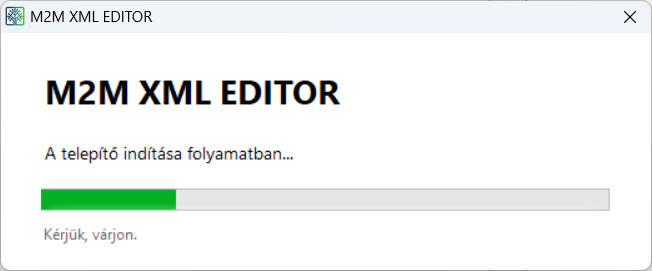 M2M XML EDITOR
M2M XML EDITOR
A telepítő indítása folyamatban...
Kérjük, várjon.